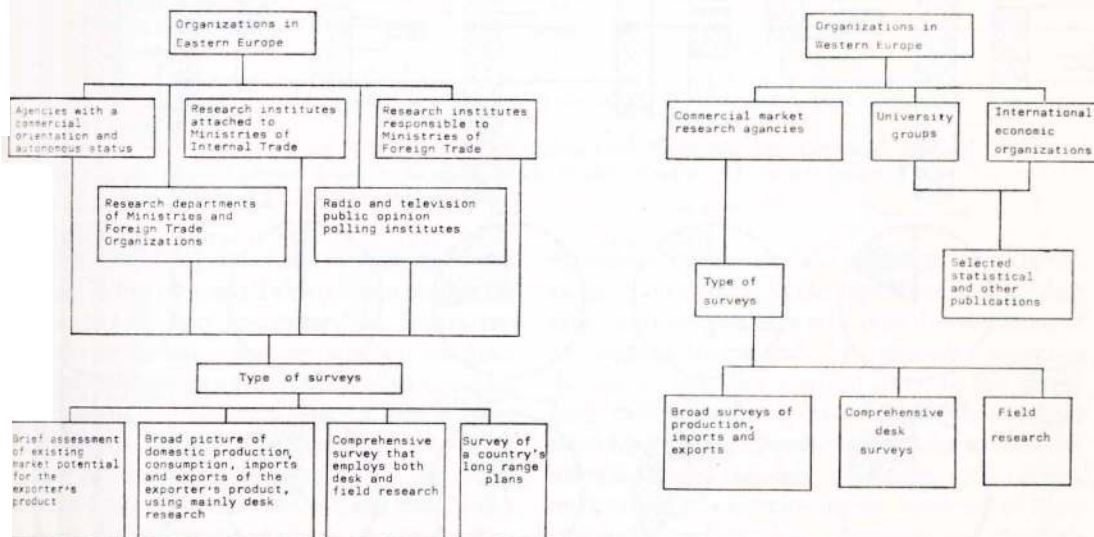 Organizations in
Eastern Europe
Agencies with a
commercial
orientation and
autonomous status
Research institutes
attached to
Ministries of
Internal Trade
Research institutes
responsible to
Ministries of
Foreign Trade
Research departments
of Ministries and
Foreign Trade
Organizations
Radio and television
public opinion
polling institutes
Type of surveys
Brief assessment
of existing
market potential
for the
exporter's
product
Broad picture of
domestic production,
consumption, imports
and exports of the
exporter's product,
using mainly desk
research
Comprehensive
survey that
employs both
desk and
field research
Survey of
a country's
long range
plans
Organizations in
Western Europe
Commercial market
research agencies
University
groups
International
economic
organizations
Type of
surveys
Selected
statistical
and other
publications
Broad surveys of
production,
imports and
exports
Comprehensive
desk
surveys
Field
research